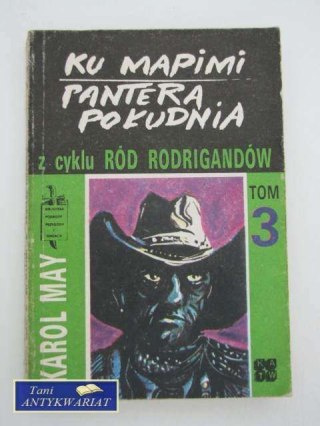 KU MAPIMI
PANTERA
POŁUDNIA
z cyklu RÓD RODRIGANDÓW
TOM
3
KAROL MAY
Tani
ANTYKWARIAT